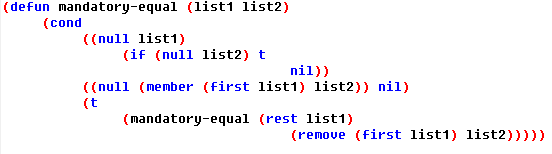 (defun mandatory-equal (list1 list2)
(cond
((null list1)
(if (null list2) t
nil))
((null (member (first list1) list2)) nil)
(t
(mandatory-equal (rest list1)
(remove (first list1) list2)))))